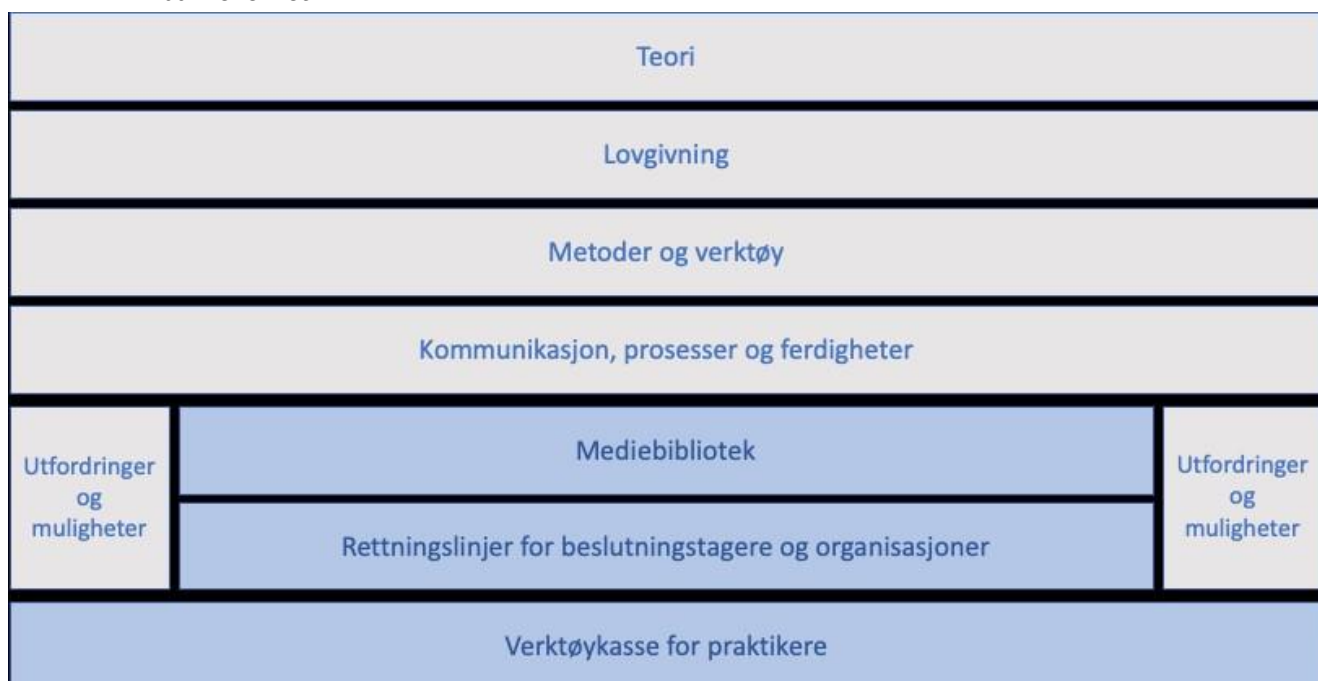 Teori
Lovgivning
Metoder og verktøy
Kommunikasjon, prosesser og ferdigheter
Utfordringer
og
muligheter
Mediebibliotek
Rettningslinjer for beslutningstagere og organisasjoner
Utfordringer
og
muligheter
Verktøykasse for praktikere